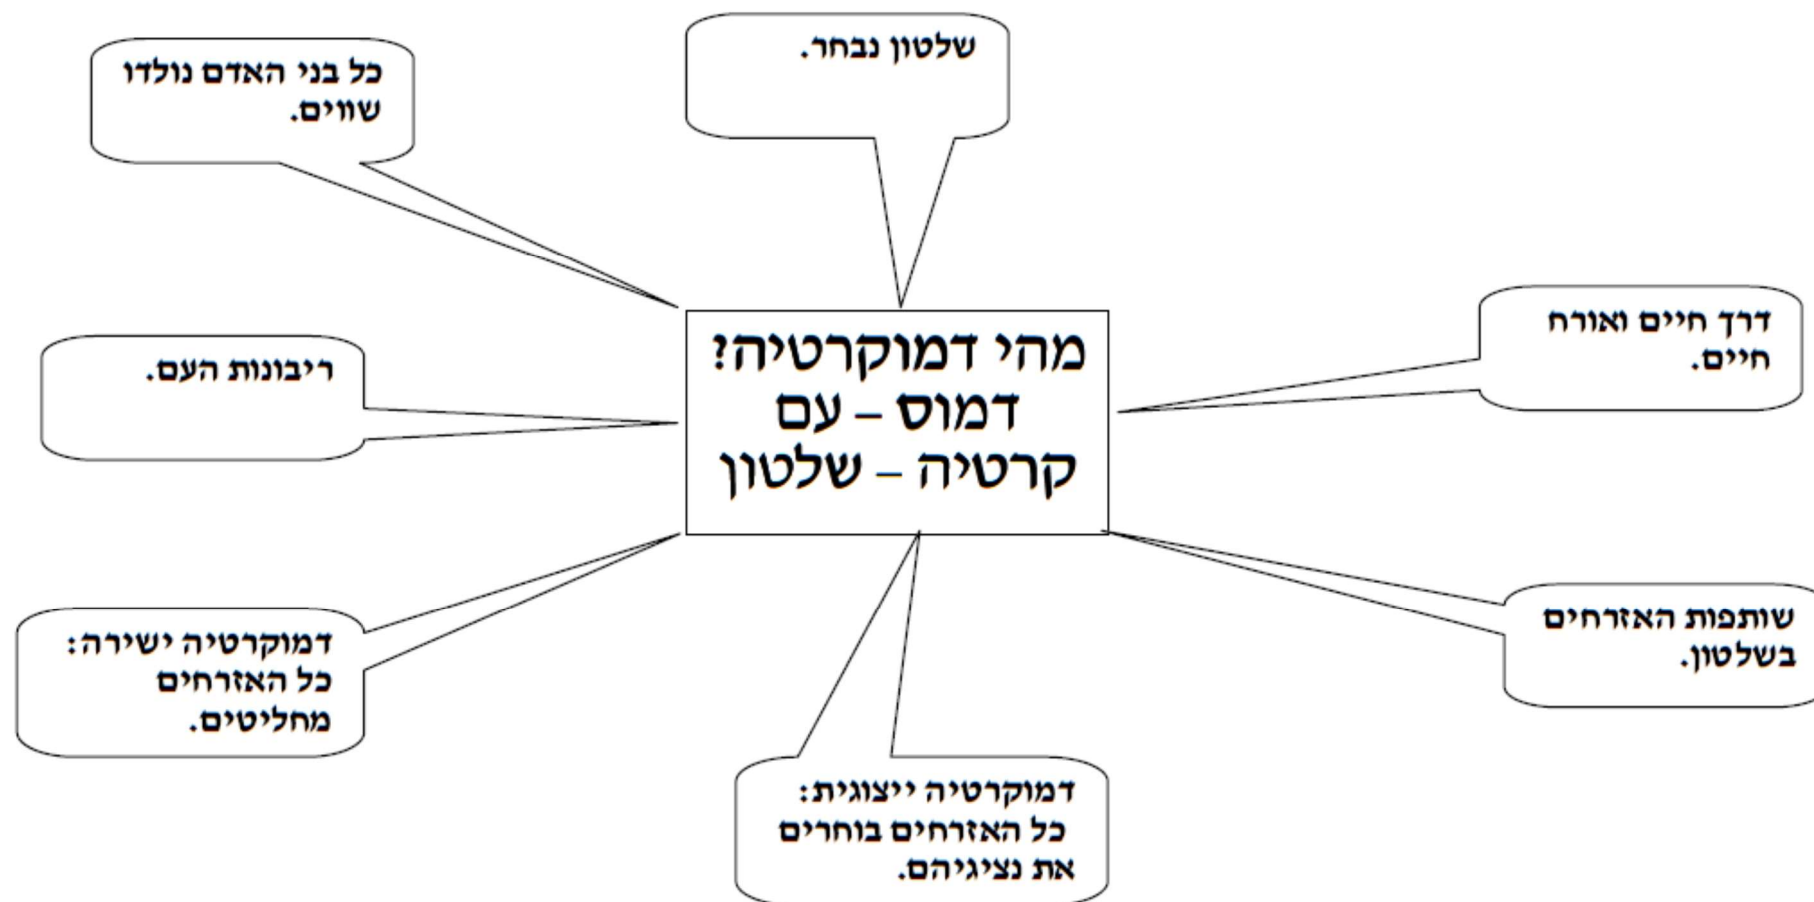 שלטון נבחר.
כל בני האדם נולדו
שווים.
דרך חיים ואורח
חיים.
מהי דמוקרטיה?
דמוס – עם
קרטיה – שלטון
ריבונות העם.
שותפות האזרחים
בשלטון.
דמוקרטיה ישירה:
כל האזרחים
מחליטים.
דמוקרטיה ייצוגית:
כל האזרחים בוחרים
את נציגיהם.